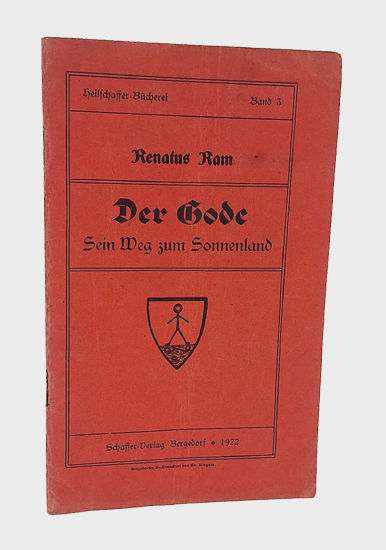 Heilschaffer-Bücherei Band 3
Renatus Ram
Der Gode
Sein Weg zum Sonnenland
Schaffer-Verlag Bergedorf ⬥ 1922